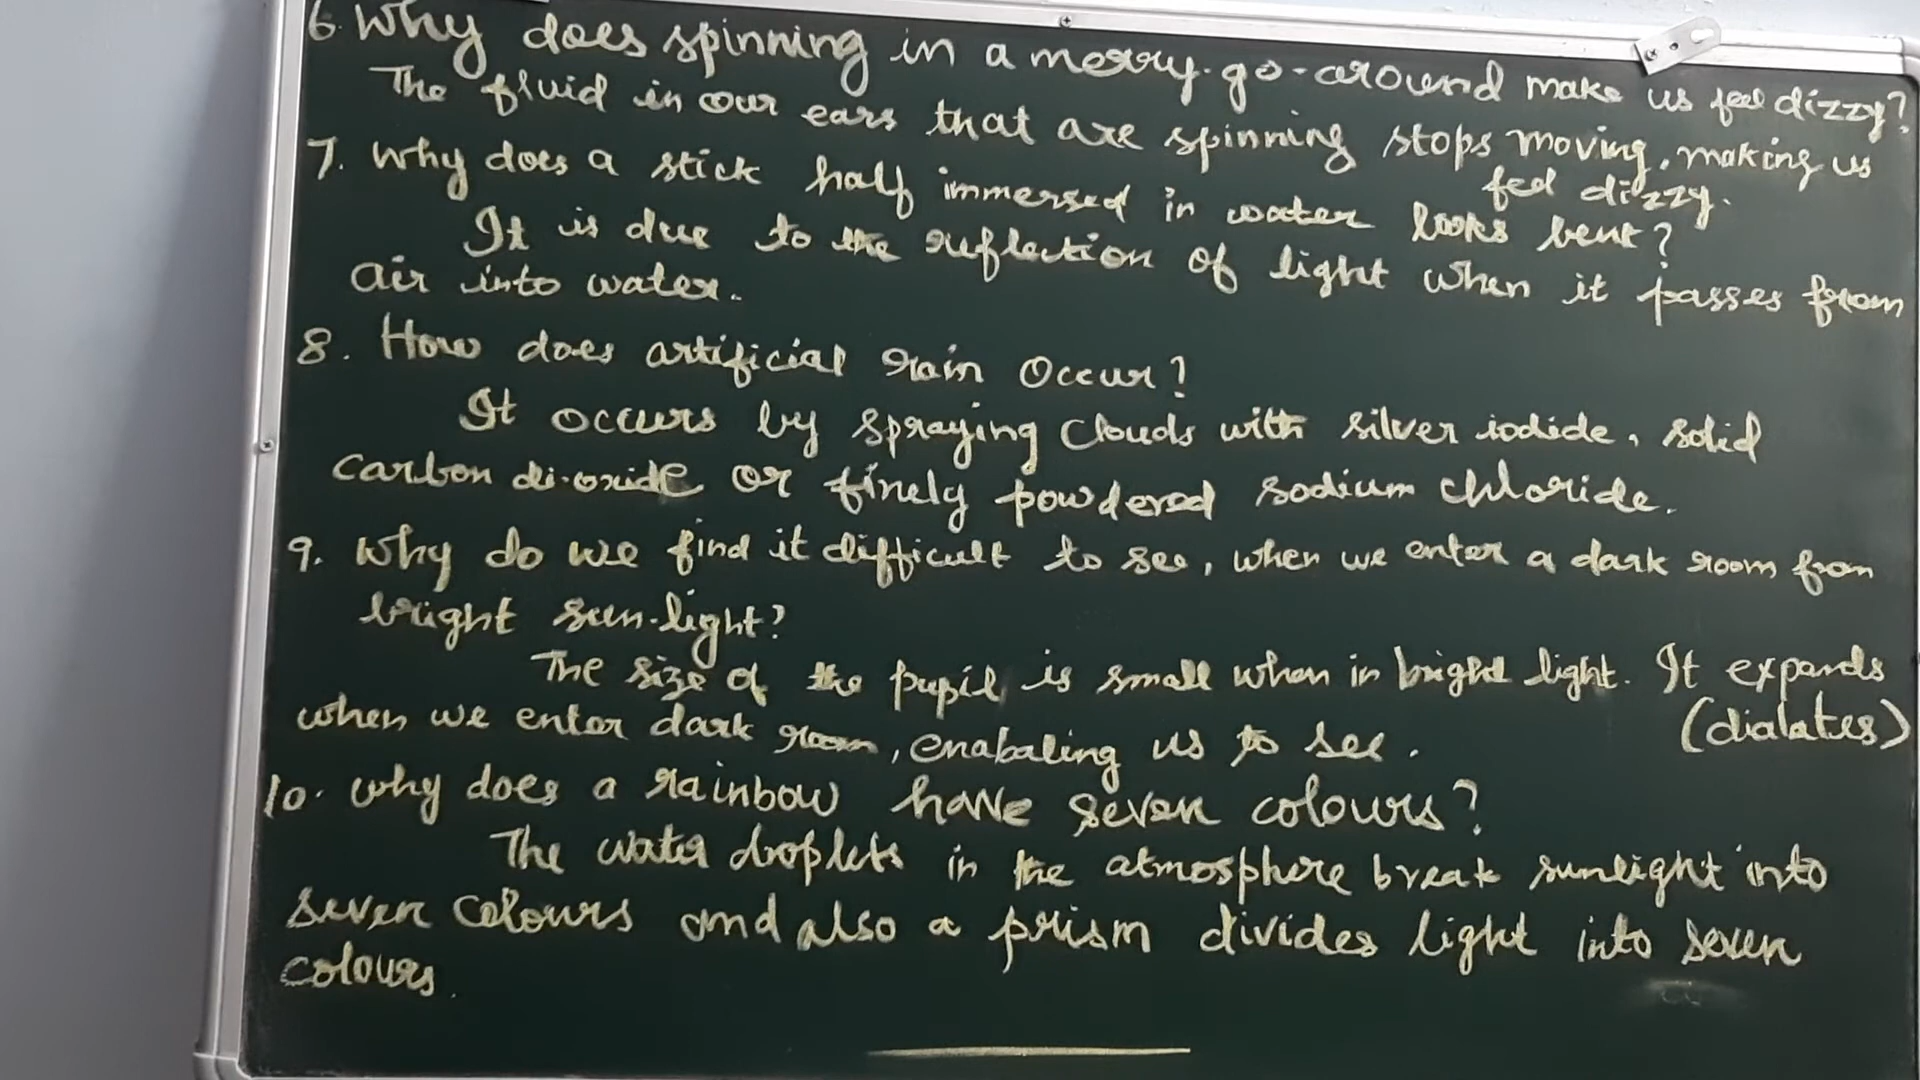 6. Why does spinning in a merry-go-around make us feel dizzy?
The fluid in our ears that are spinning stops moving, making us
feel dizzy.
7. Why does a stick half immersed in water looks bent?
It is due to the reflection of light when it passes from
air into water.
8. How does artificial rain occur?
It occurs by spraying clouds with silver iodide, solid
carbon di-oxide or finely powdered sodium chloride.
9. Why do we find it difficult to see, when we enter a dark room from
bright sun-light?
The size of the pupil is small when in bright light. It expands
(dialates)
when we enter dark room, enabaling us to see.
10. Why does a rainbow have seven colours?
The water droplets in the atmosphere break sunlight into
seven colours and also a prism divides light into seven
colours.